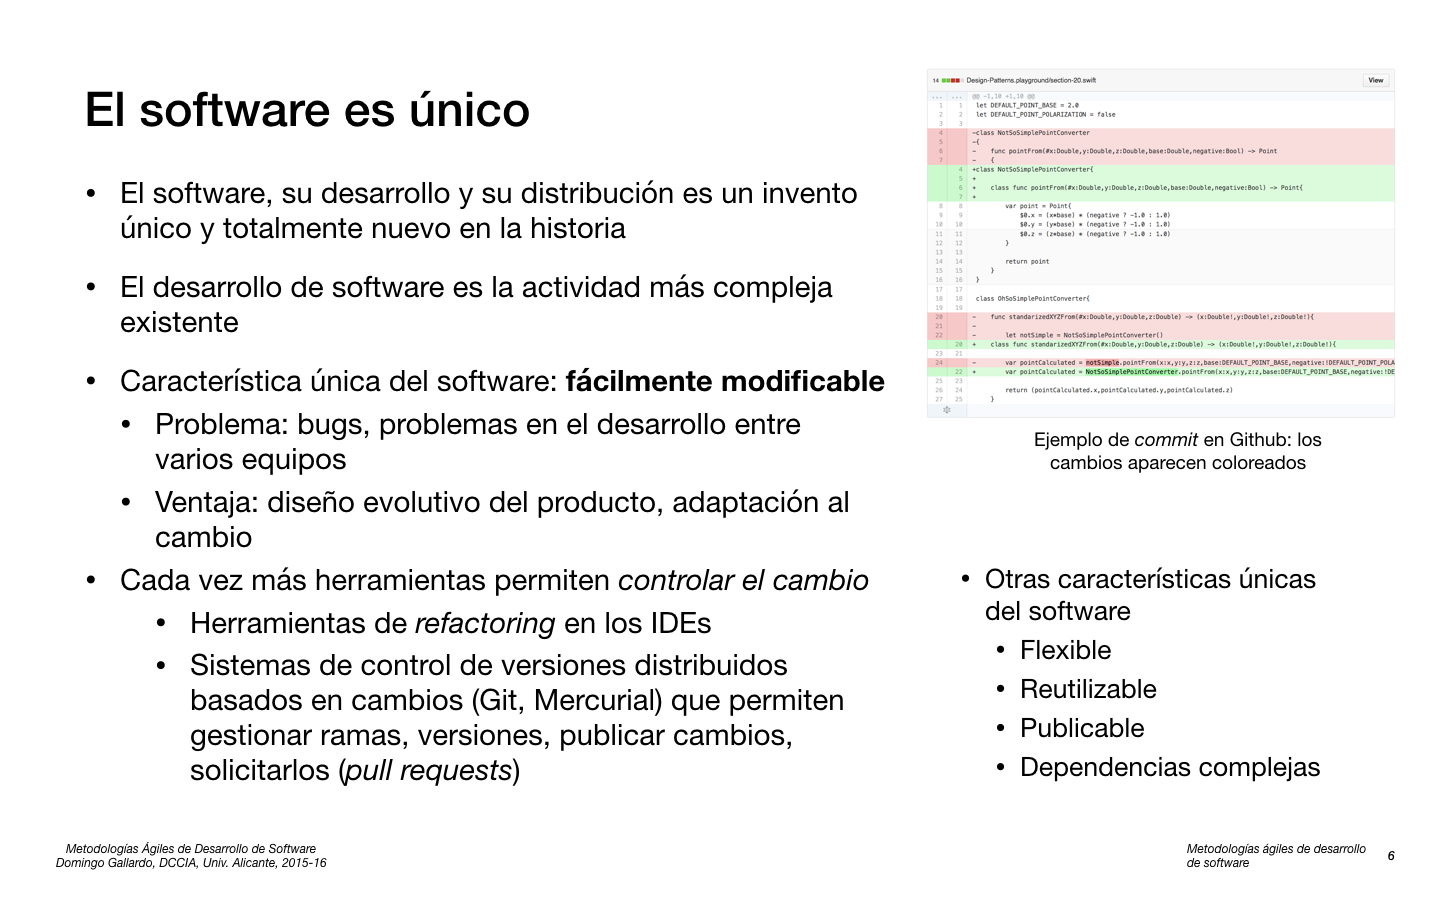 El software es único
• El software, su desarrollo y su distribución es un invento
único y totalmente nuevo en la historia
• El desarrollo de software es la actividad más compleja
existente
• Característica única del software: fácilmente modificable
• Problema: bugs, problemas en el desarrollo entre
varios equipos
• Ventaja: diseño evolutivo del producto, adaptación al
cambio
• Cada vez más herramientas permiten controlar el cambio
• Herramientas de refactoring en los IDEs
• Sistemas de control de versiones distribuidos
basados en cambios (Git, Mercurial) que permiten
gestionar ramas, versiones, publicar cambios,
solicitarlos (pull requests)
14 Design-Patterns.playground/section-20.swift View
... ... @@ -1,10 +1,10 @@
1 1 let DEFAULT_POINT_BASE = 2.0
2 2 let DEFAULT_POINT_POLARIZATION = false
3 3
4 -class NotSoSimplePointConverter
5 -{
6 - func pointFrom(#x:Double,y:Double,z:Double,base:Double,negative:Bool) -> Point
7 - {
4 +class NotSoSimplePointConverter{
5 +
6 + class func pointFrom(#x:Double,y:Double,z:Double,base:Double,negative:Bool) -> Point{
7 +
8 8 var point = Point{
9 9 $0.x = (x*base) * (negative ? -1.0 : 1.0)
10 10 $0.y = (y*base) * (negative ? -1.0 : 1.0)
11 11 $0.z = (z*base) * (negative ? -1.0 : 1.0)
12 12 }
13 13
14 14 return point
15 15 }
16 16 }
17 17
18 18 class OhSoSimplePointConverter{
19 19
20 - func standarizedXYZFrom(#x:Double,y:Double,z:Double) -> (x:Double!,y:Double!,z:Double!){
21 -
22 - let notSimple = NotSoSimplePointConverter()
20 + class func standarizedXYZFrom(#x:Double,y:Double,z:Double) -> (x:Double!,y:Double!,z:Double!){
23 21
24 - var pointCalculated = notSimple.pointFrom(x:x,y:y,z:z,base:DEFAULT_POINT_BASE,negative:!DEFAULT_POINT_POLA
22 + var pointCalculated = NotSoSimplePointConverter.pointFrom(x:x,y:y,z:z,base:DEFAULT_POINT_BASE,negative:!DE
25 23
26 24 return (pointCalculated.x,pointCalculated.y,pointCalculated.z)
27 25 }
Ejemplo de commit en Github: los
cambios aparecen coloreados
• Otras características únicas
del software
• Flexible
• Reutilizable
• Publicable
• Dependencias complejas
Metodologías Ágiles de Desarrollo de Software
Domingo Gallardo, DCCIA, Univ. Alicante, 2015-16
Metodologías ágiles de desarrollo
de software
6